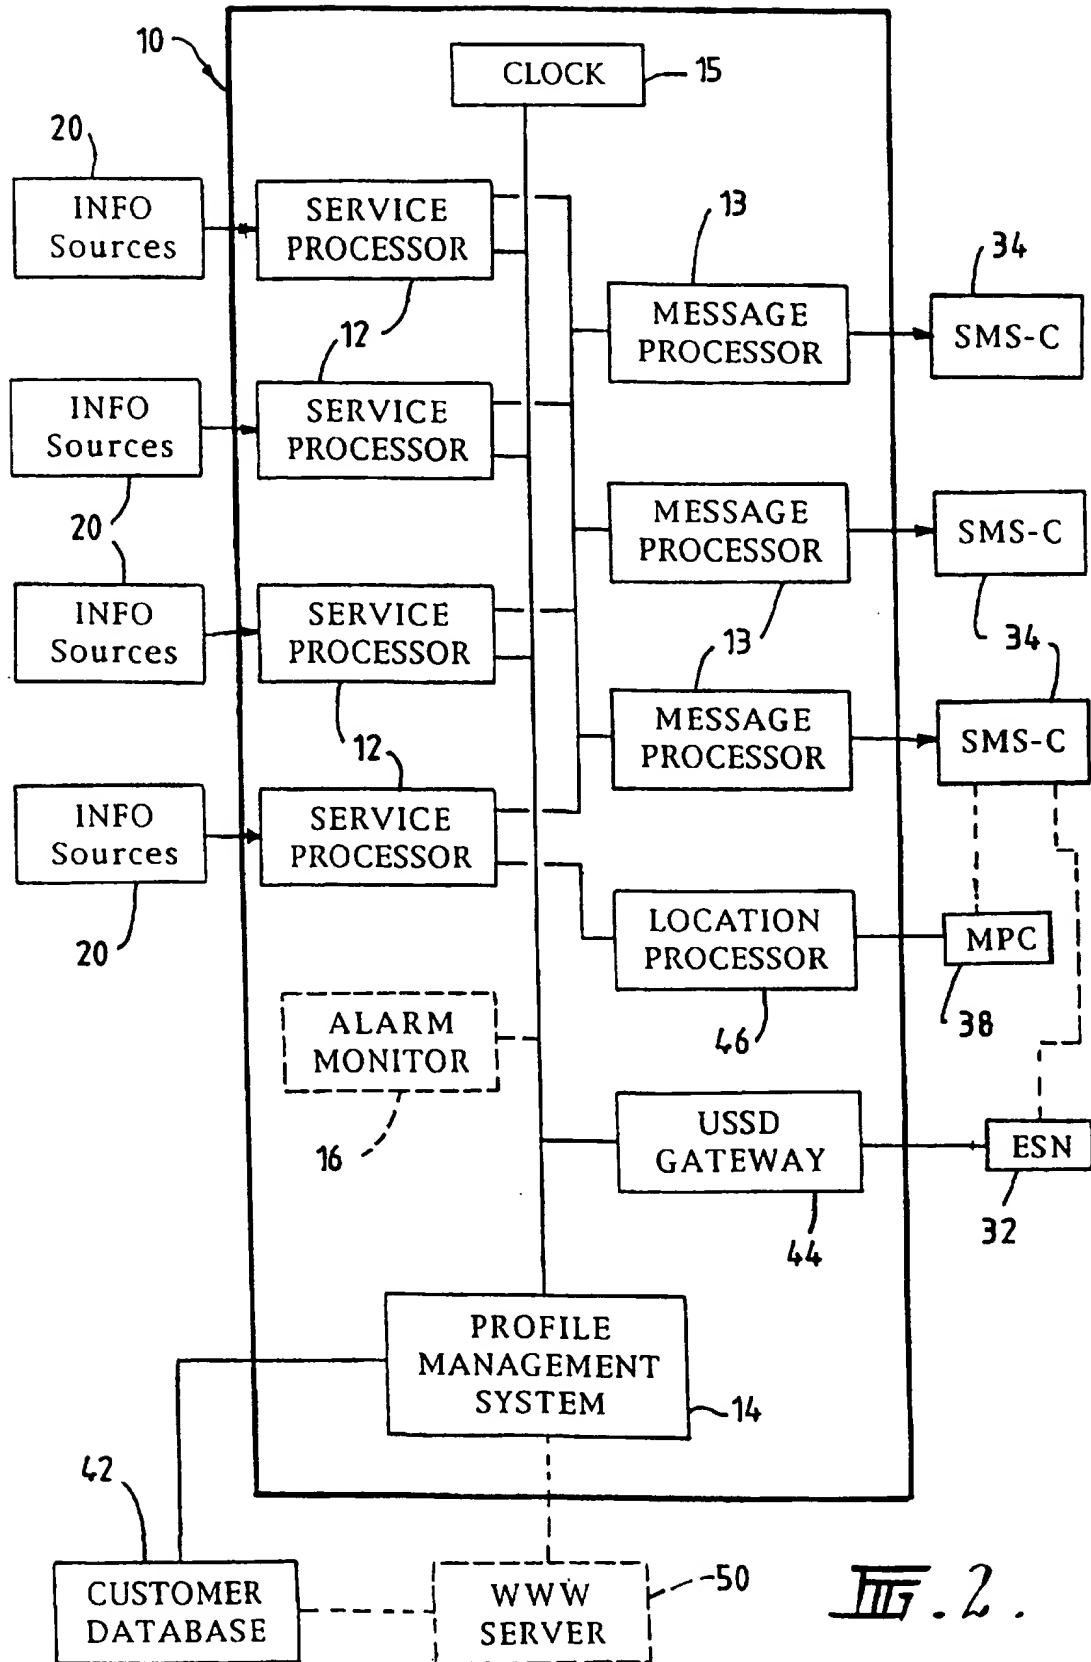 10
CLOCK
15
20
INFO
Sources
SERVICE
PROCESSOR
13
34
MESSAGE
PROCESSOR
SMS-C
12
INFO
Sources
SERVICE
PROCESSOR
20
MESSAGE
PROCESSOR
SMS-C
INFO
Sources
SERVICE
PROCESSOR
13
34
12
MESSAGE
PROCESSOR
SMS-C
INFO
Sources
SERVICE
PROCESSOR
20
LOCATION
PROCESSOR
MPC
46
38
ALARM
MONITOR
16
USSD
GATEWAY
ESN
44
32
PROFILE
MANAGEMENT
SYSTEM
14
42
CUSTOMER
DATABASE
WWW
SERVER
50
FIG. 2.